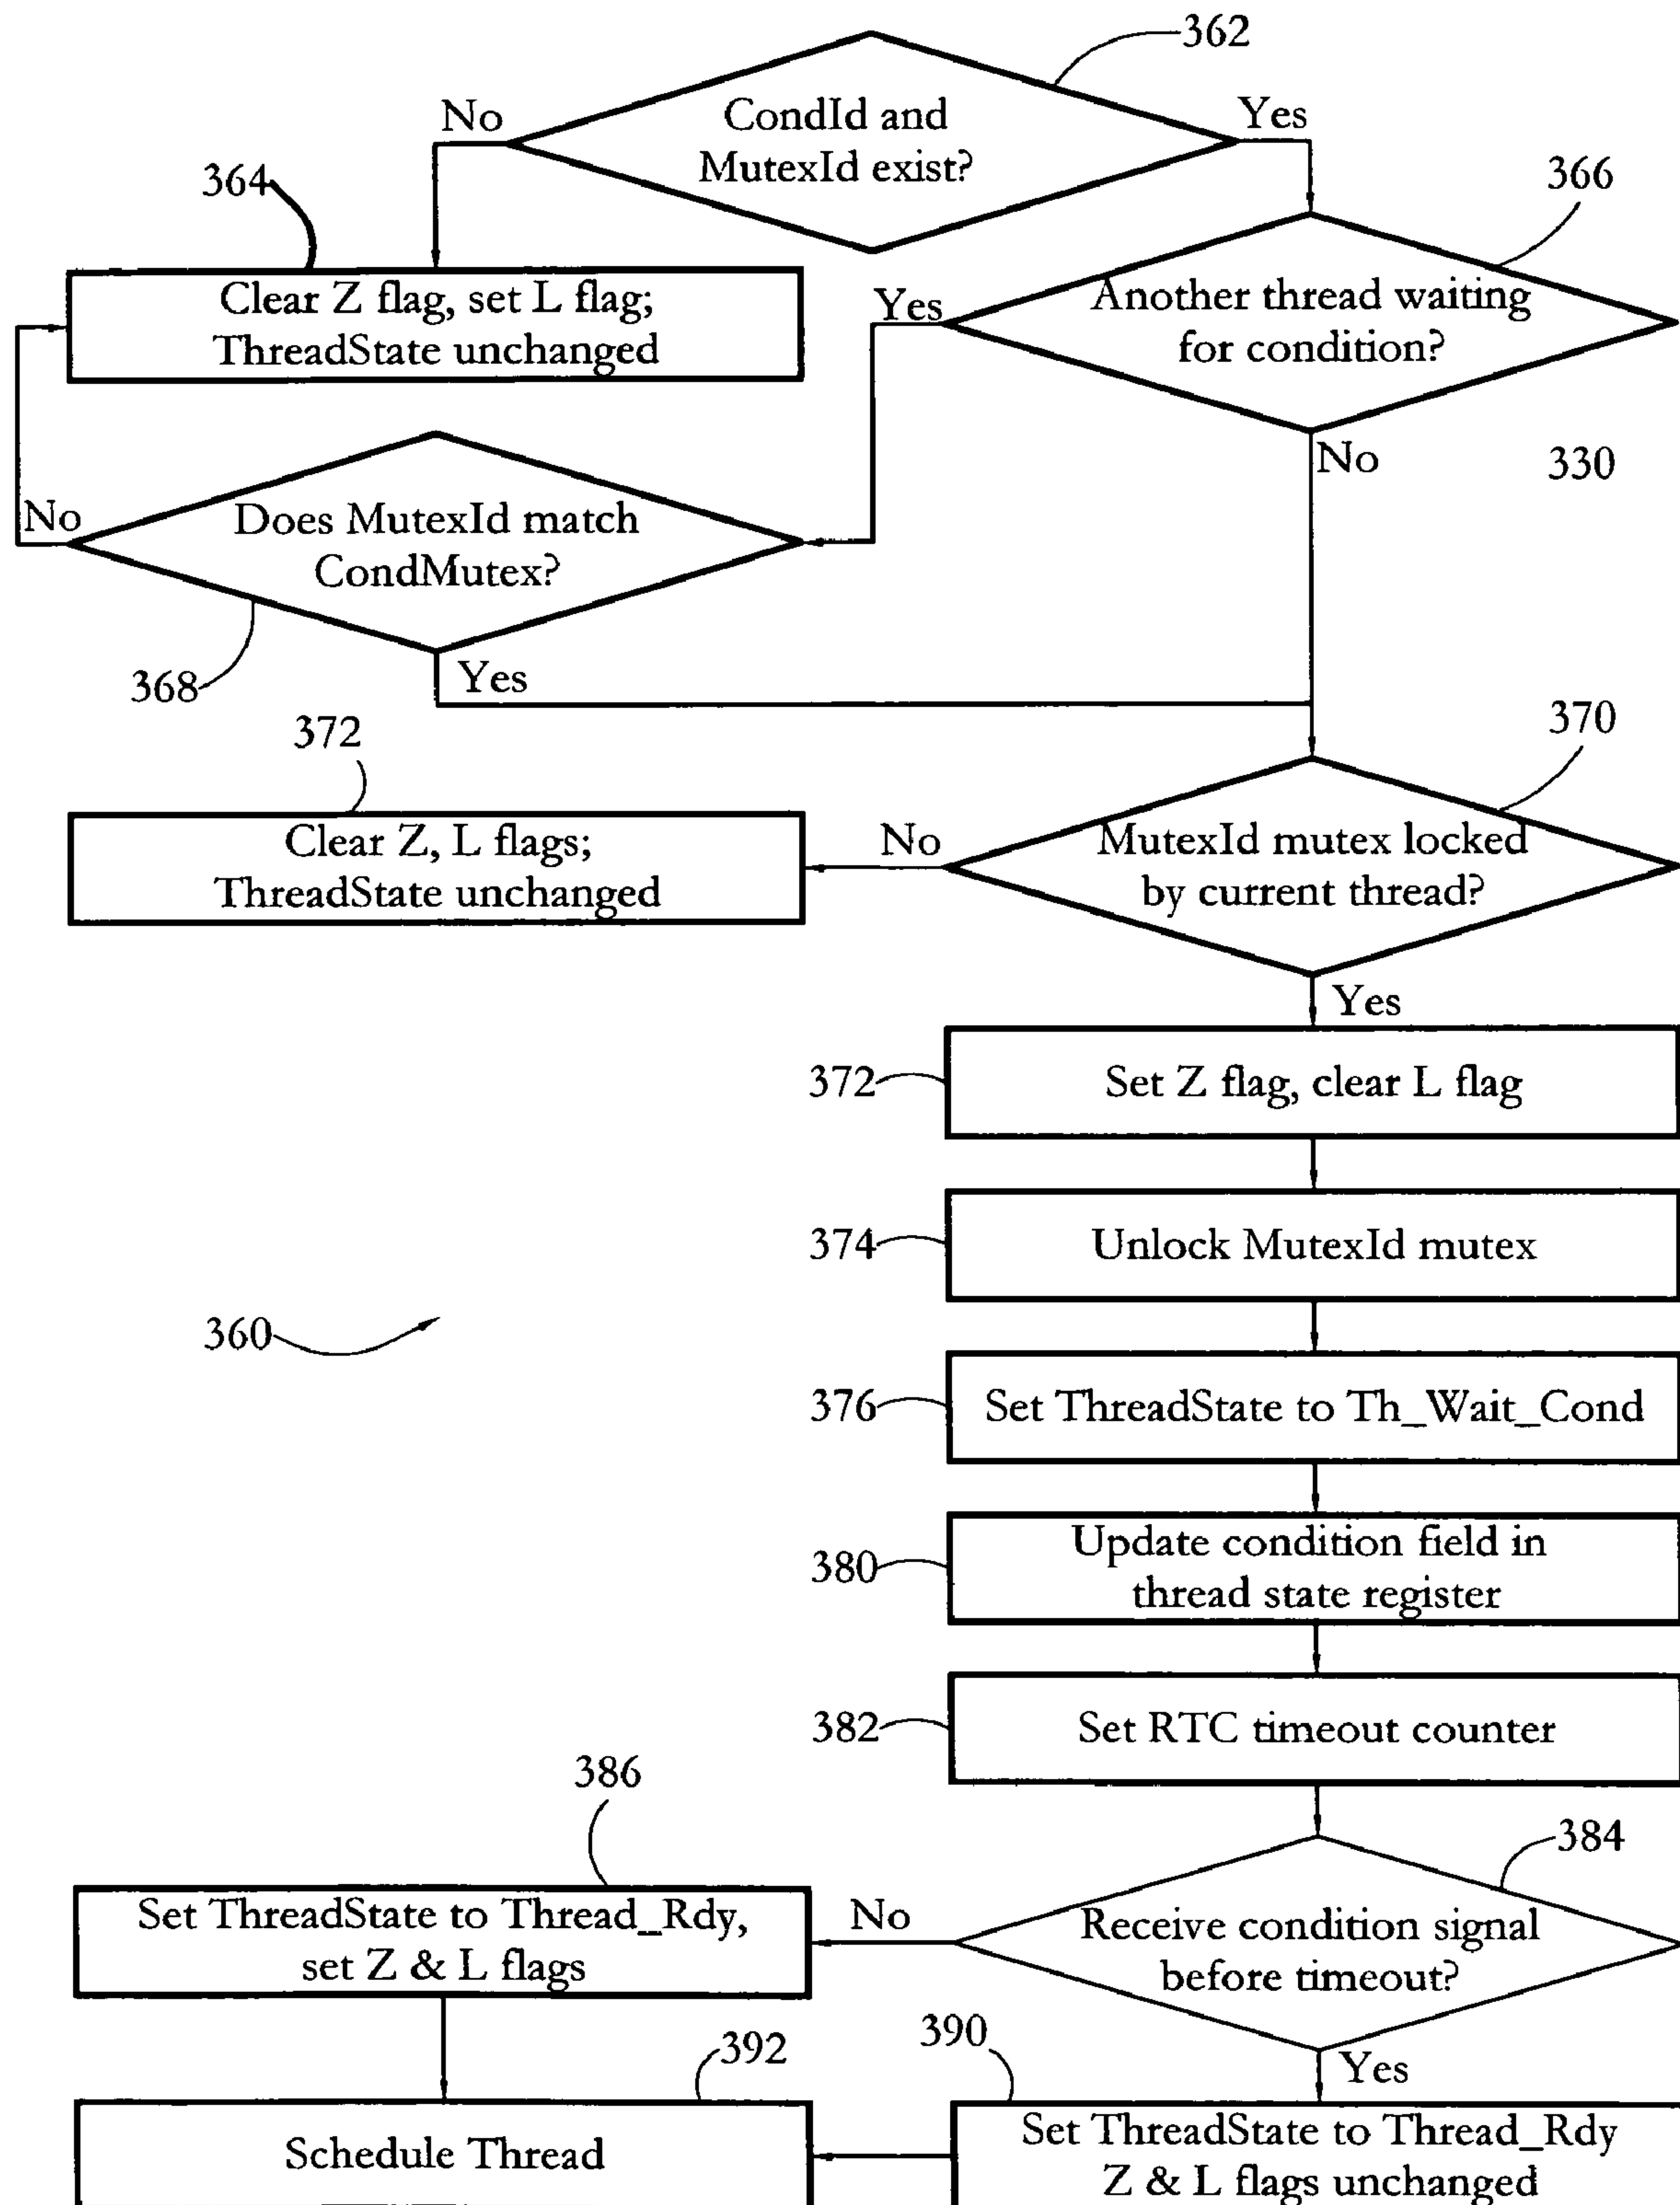 362
CondId and
MutexId exist?
No
Yes
364
366
Clear Z flag, set L flag;
ThreadState unchanged
Another thread waiting
for condition?
Yes
No
330
Does MutexId match
CondMutex?
No
368
Yes
372
370
Clear Z, L flags;
ThreadState unchanged
No
MutexId mutex locked
by current thread?
Yes
372
Set Z flag, clear L flag
374
Unlock MutexId mutex
360
376
Set ThreadState to Th_Wait_Cond
380
Update condition field in
thread state register
382
Set RTC timeout counter
386
384
Set ThreadState to Thread_Rdy,
set Z & L flags
No
Receive condition signal
before timeout?
392
390
Yes
Schedule Thread
Set ThreadState to Thread_Rdy
Z & L flags unchanged